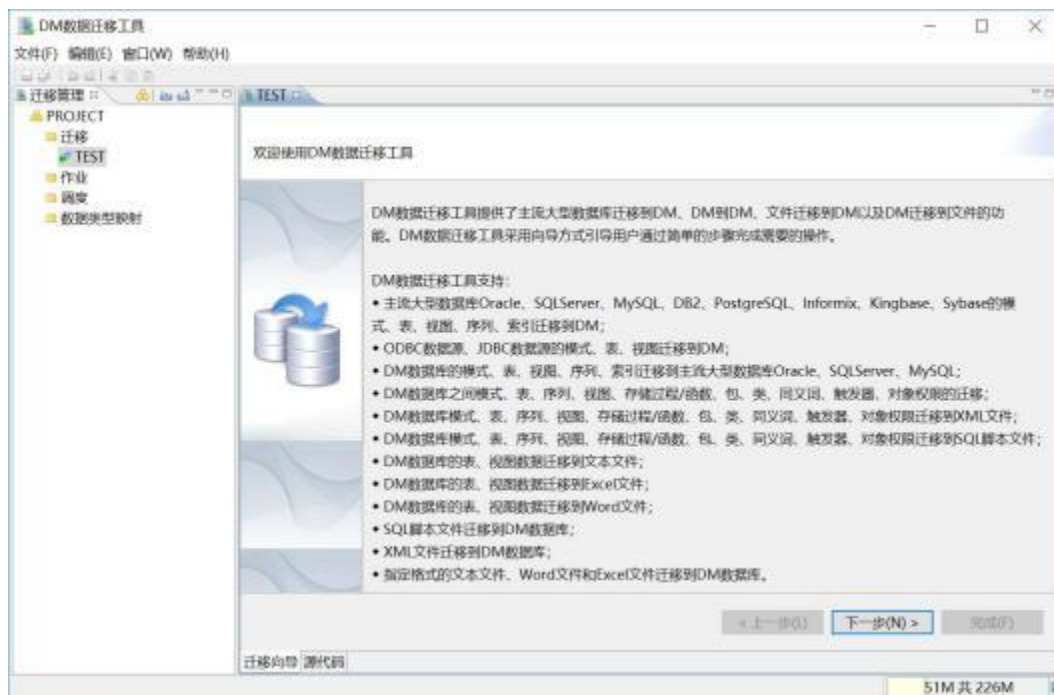 DM数据迁移工具
文件(F) 编辑(E) 窗口(W) 帮助(H)
迁移管理
TEST
PROJECT
迁移
TEST
作业
调度
数据类型映射
欢迎使用DM数据迁移工具
DM数据迁移工具提供了主流大型数据库迁移到DM、DM到DM、文件迁移到DM以及DM迁移到文件的功
能。DM数据迁移工具采用向导方式引导用户通过简单的步骤完成需要的操作。
DM数据迁移工具支持:
• 主流大型数据库Oracle、SQLServer、MySQL、DB2、PostgreSQL、Informix、Kingbase、Sybase的模
式、表、视图、序列、索引迁移到DM;
• ODBC数据源、JDBC数据源的模式、表、视图迁移到DM;
• DM数据库的模式、表、视图、序列、索引迁移到主流大型数据库Oracle、SQLServer、MySQL;
• DM数据库之间模式、表、序列、视图、存储过程/函数、包、类、同义词、触发器、对象权限的迁移;
• DM数据库模式、表、序列、视图、存储过程/函数、包、类、同义词、触发器、对象权限迁移到XML文件;
• DM数据库模式、表、序列、视图、存储过程/函数、包、类、同义词、触发器、对象权限迁移到SQL脚本文件;
• DM数据库的表、视图数据迁移到文本文件;
• DM数据库的表、视图数据迁移到Excel文件;
• DM数据库的表、视图数据迁移到Word文件;
• SQL脚本文件迁移到DM数据库;
• XML文件迁移到DM数据库;
• 指定格式的文本文件、Word文件和Excel文件迁移到DM数据库。
< 上一步(L) 下一步(N) > 完成(F)
迁移向导 源代码
51M 共 226M